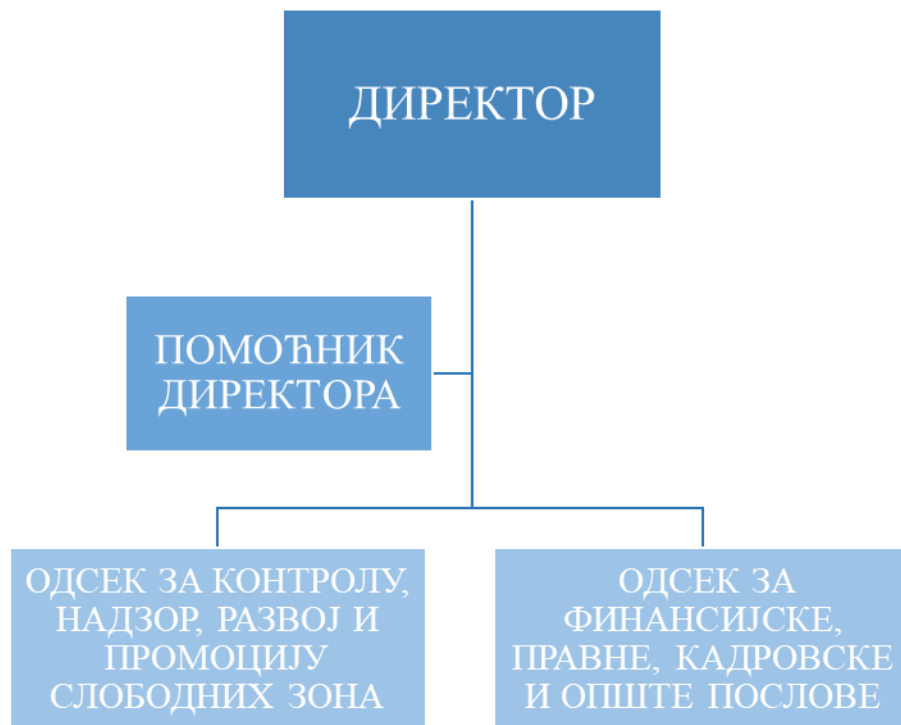 ДИРЕКТОР
ПОМОЋНИК
ДИРЕКТОРА
ОДСЕК ЗА КОНТРОЛУ,
НАДЗОР, РАЗВОЈ И
ПРОМОЦИЈУ
СЛОБОДНИХ ЗОНА
ОДСЕК ЗА
ФИНАНСИЈСКЕ,
ПРАВНЕ, КАДРОВСКЕ
И ОПШТЕ ПОСЛОВЕ